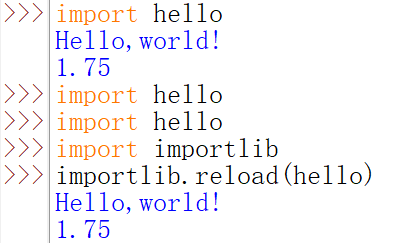 >>> import hello
Hello,world!
1.75
>>> import hello
>>> import hello
>>> import importlib
>>> importlib.reload(hello)
Hello,world!
1.75